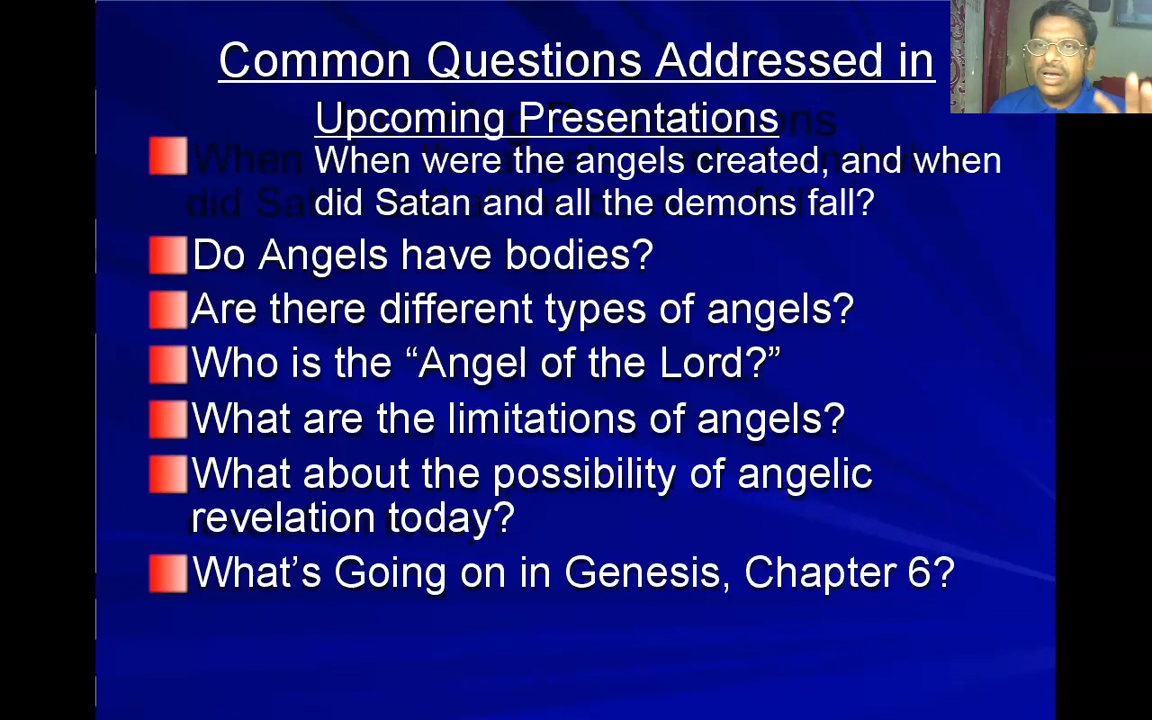 Common Questions Addressed in
Upcoming Presentations
When were the angels created, and when
did Satan and all the demons fall?
Do Angels have bodies?
Are there different types of angels?
Who is the “Angel of the Lord?”
What are the limitations of angels?
What about the possibility of angelic
revelation today?
What’s Going on in Genesis, Chapter 6?